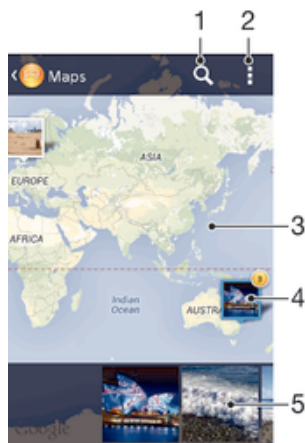 1 2
Maps
ASIA
EUROPE
3
AFRICA
4
AUSTRA
Indian
Ocean
5
Google